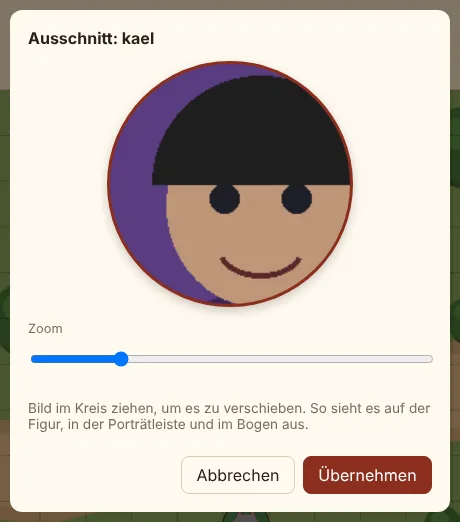 Ausschnitt: kael
Zoom
Bild im Kreis ziehen, um es zu verschieben. So sieht es auf der
Figur, in der Porträtleiste und im Bogen aus.
Abbrechen
Übernehmen